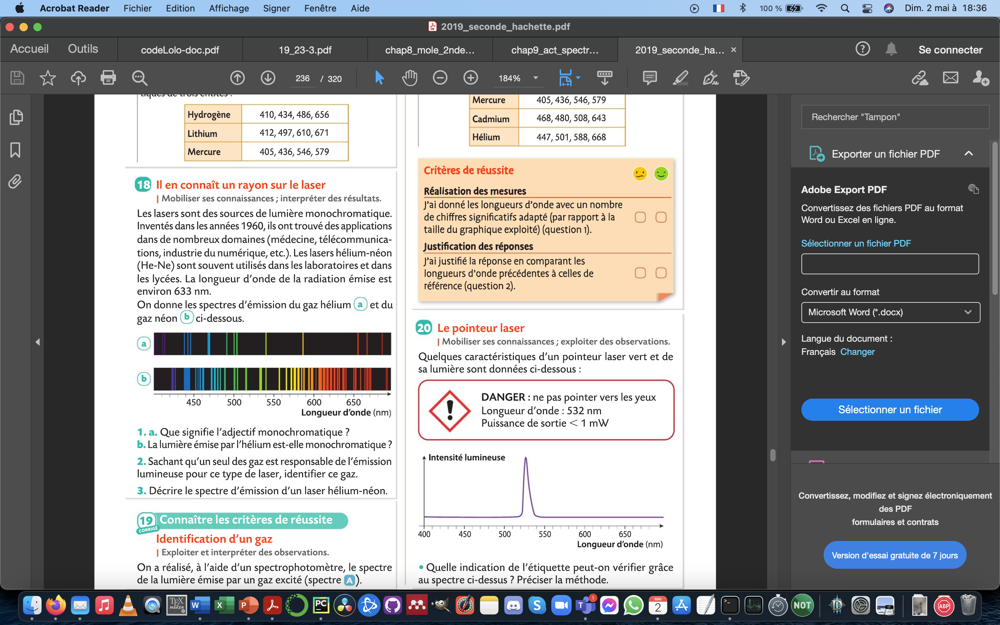 Acrobat Reader Fichier Edition Affichage Signer Fenêtre Aide
100 % Dim. 2 mai à 18:36
2019_seconde_hachette.pdf
Accueil Outils codeLolo-doc.pdf 19_23-3.pdf chap8_mole_2nde... chap9_act_spectr... 2019_seconde_ha... × Se connecter
236 / 320 184%
tiques de trois entités :
Hydrogène 410, 434, 486, 656
Lithium 412, 497, 610, 671
Mercure 405, 436, 546, 579
18 Il en connaît un rayon sur le laser
| Mobiliser ses connaissances ; interpréter des résultats.
Les lasers sont des sources de lumière monochromatique.
Inventés dans les années 1960, ils ont trouvé des applications
dans de nombreux domaines (médecine, télécommunica-
tions, industrie du numérique, etc.). Les lasers hélium-néon
(He-Ne) sont souvent utilisés dans les laboratoires et dans
les lycées. La longueur d'onde de la radiation émise est
environ 633 nm.
On donne les spectres d'émission du gaz hélium a et du
gaz néon b ci-dessous.
a
b
450 500 550 600 650
Longueur d'onde (nm)
1. a. Que signifie l'adjectif monochromatique ?
b. La lumière émise par l'hélium est-elle monochromatique ?
2. Sachant qu'un seul des gaz est responsable de l'émission
lumineuse pour ce type de laser, identifier ce gaz.
3. Décrire le spectre d'émission d'un laser hélium-néon.
19 Connaître les critères de réussite
CORRIGÉ
Identification d'un gaz
| Exploiter et interpréter des observations.
On a réalisé, à l'aide d'un spectrophotomètre, le spectre
de la lumière émise par un gaz excité (spectre A).
Mercure 405, 436, 546, 579
Cadmium 468, 480, 508, 643
Hélium 447, 501, 588, 668
Critères de réussite
Réalisation des mesures
J'ai donné les longueurs d'onde avec un nombre
de chiffres significatifs adapté (par rapport à la
taille du graphique exploité) (question 1).
Justification des réponses
J'ai justifié la réponse en comparant les
longueurs d'onde précédentes à celles de
référence (question 2).
20 Le pointeur laser
| Mobiliser ses connaissances ; exploiter des observations.
Quelques caractéristiques d'un pointeur laser vert et de
sa lumière sont données ci-dessous :
DANGER : ne pas pointer vers les yeux
Longueur d'onde : 532 nm
Puissance de sortie < 1 mW
Intensité lumineuse
400 450 500 550 600 650
Longueur d'onde (nm)
• Quelle indication de l'étiquette peut-on vérifier grâce
au spectre ci-dessus ? Préciser la méthode.
Rechercher "Tampon"
Exporter un fichier PDF
Adobe Export PDF
Convertissez des fichiers PDF au format
Word ou Excel en ligne.
Sélectionner un fichier PDF
Convertir au format
Microsoft Word (*.docx)
Langue du document :
Français Changer
Sélectionner un fichier
Convertissez, modifiez et signez électroniquement
des PDF
formulaires et contrats
Version d'essai gratuite de 7 jours
TEX
MAKER
W
X
P
PC
S
T
1
MAI
2
NOT
D
ABP